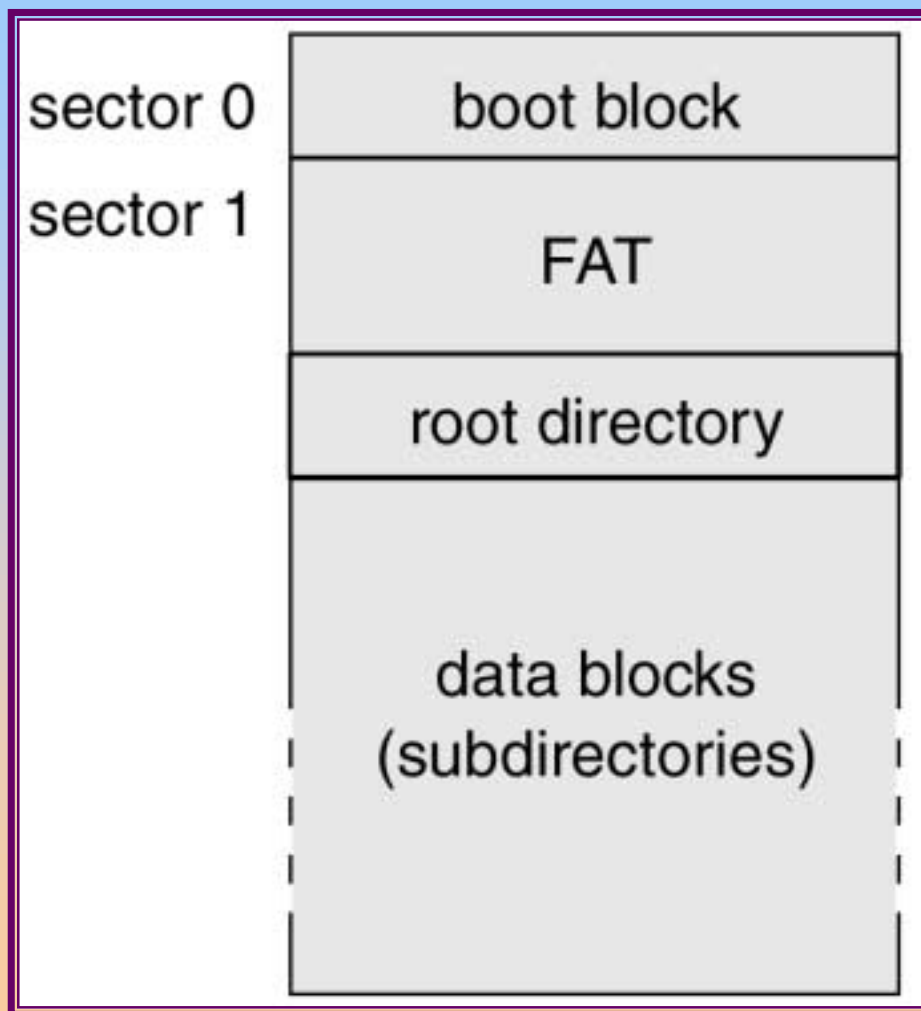 sector 0
boot block
sector 1
FAT
root directory
data blocks
(subdirectories)